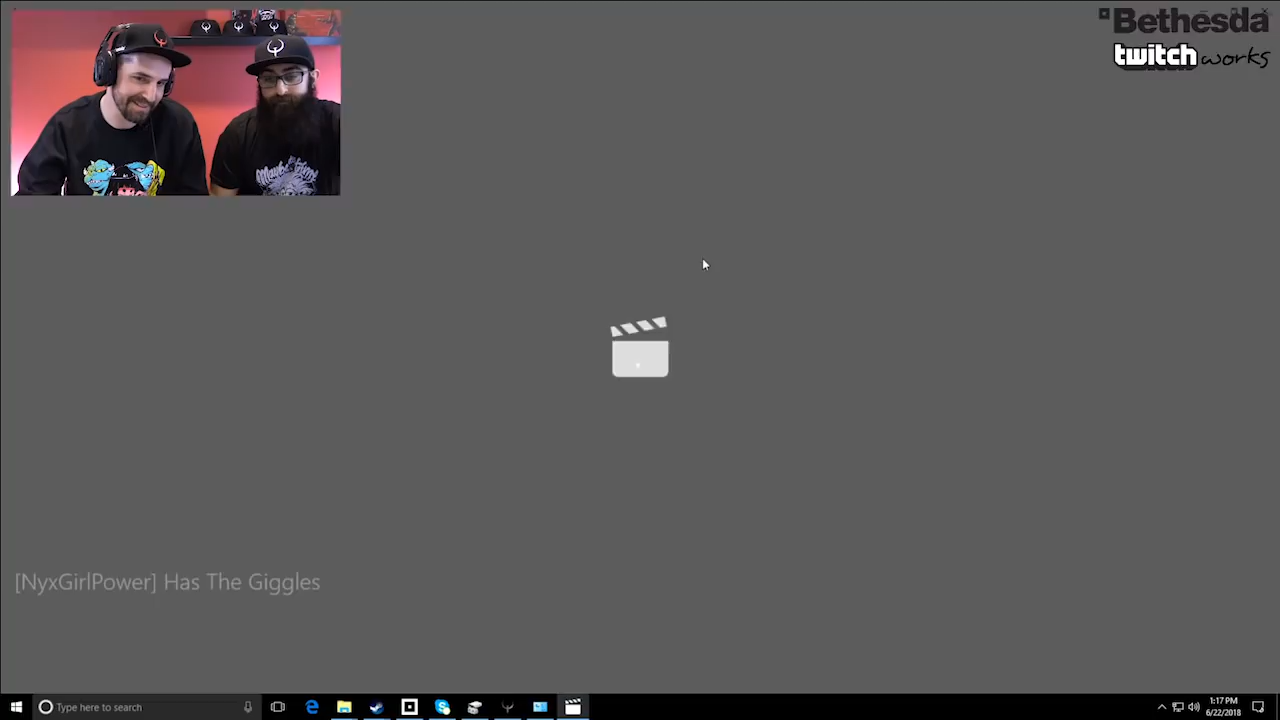 Bethesda
twitch works
[NyxGirlPower] Has The Giggles
Type here to search
1:17 PM
6/22/2018